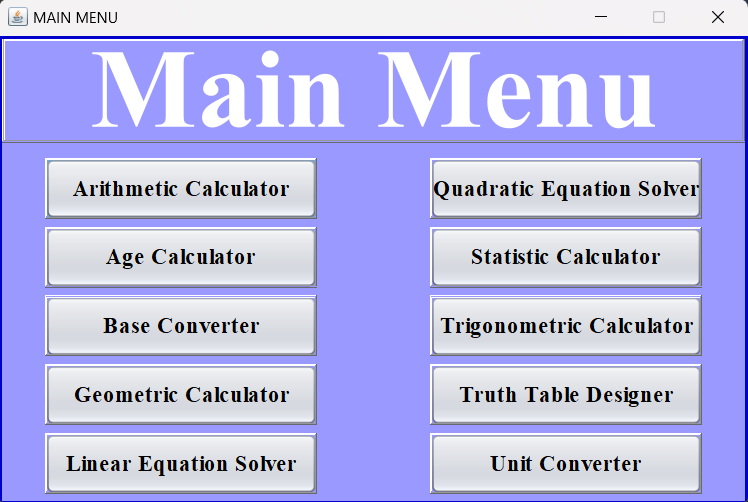 MAIN MENU
Main Menu
Arithmetic Calculator
Quadratic Equation Solver
Age Calculator
Statistic Calculator
Base Converter
Trigonometric Calculator
Geometric Calculator
Truth Table Designer
Linear Equation Solver
Unit Converter